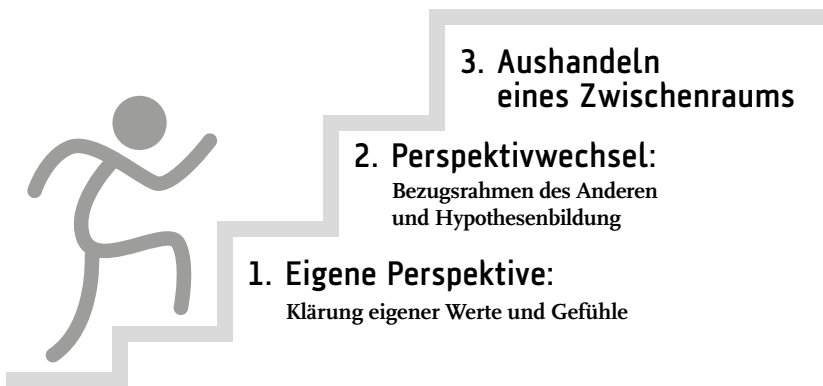 3. Aushandeln
eines Zwischenraums
2. Perspektivwechsel:
Bezugsrahmen des Anderen
und Hypothesenbildung
1. Eigene Perspektive:
Klärung eigener Werte und Gefühle